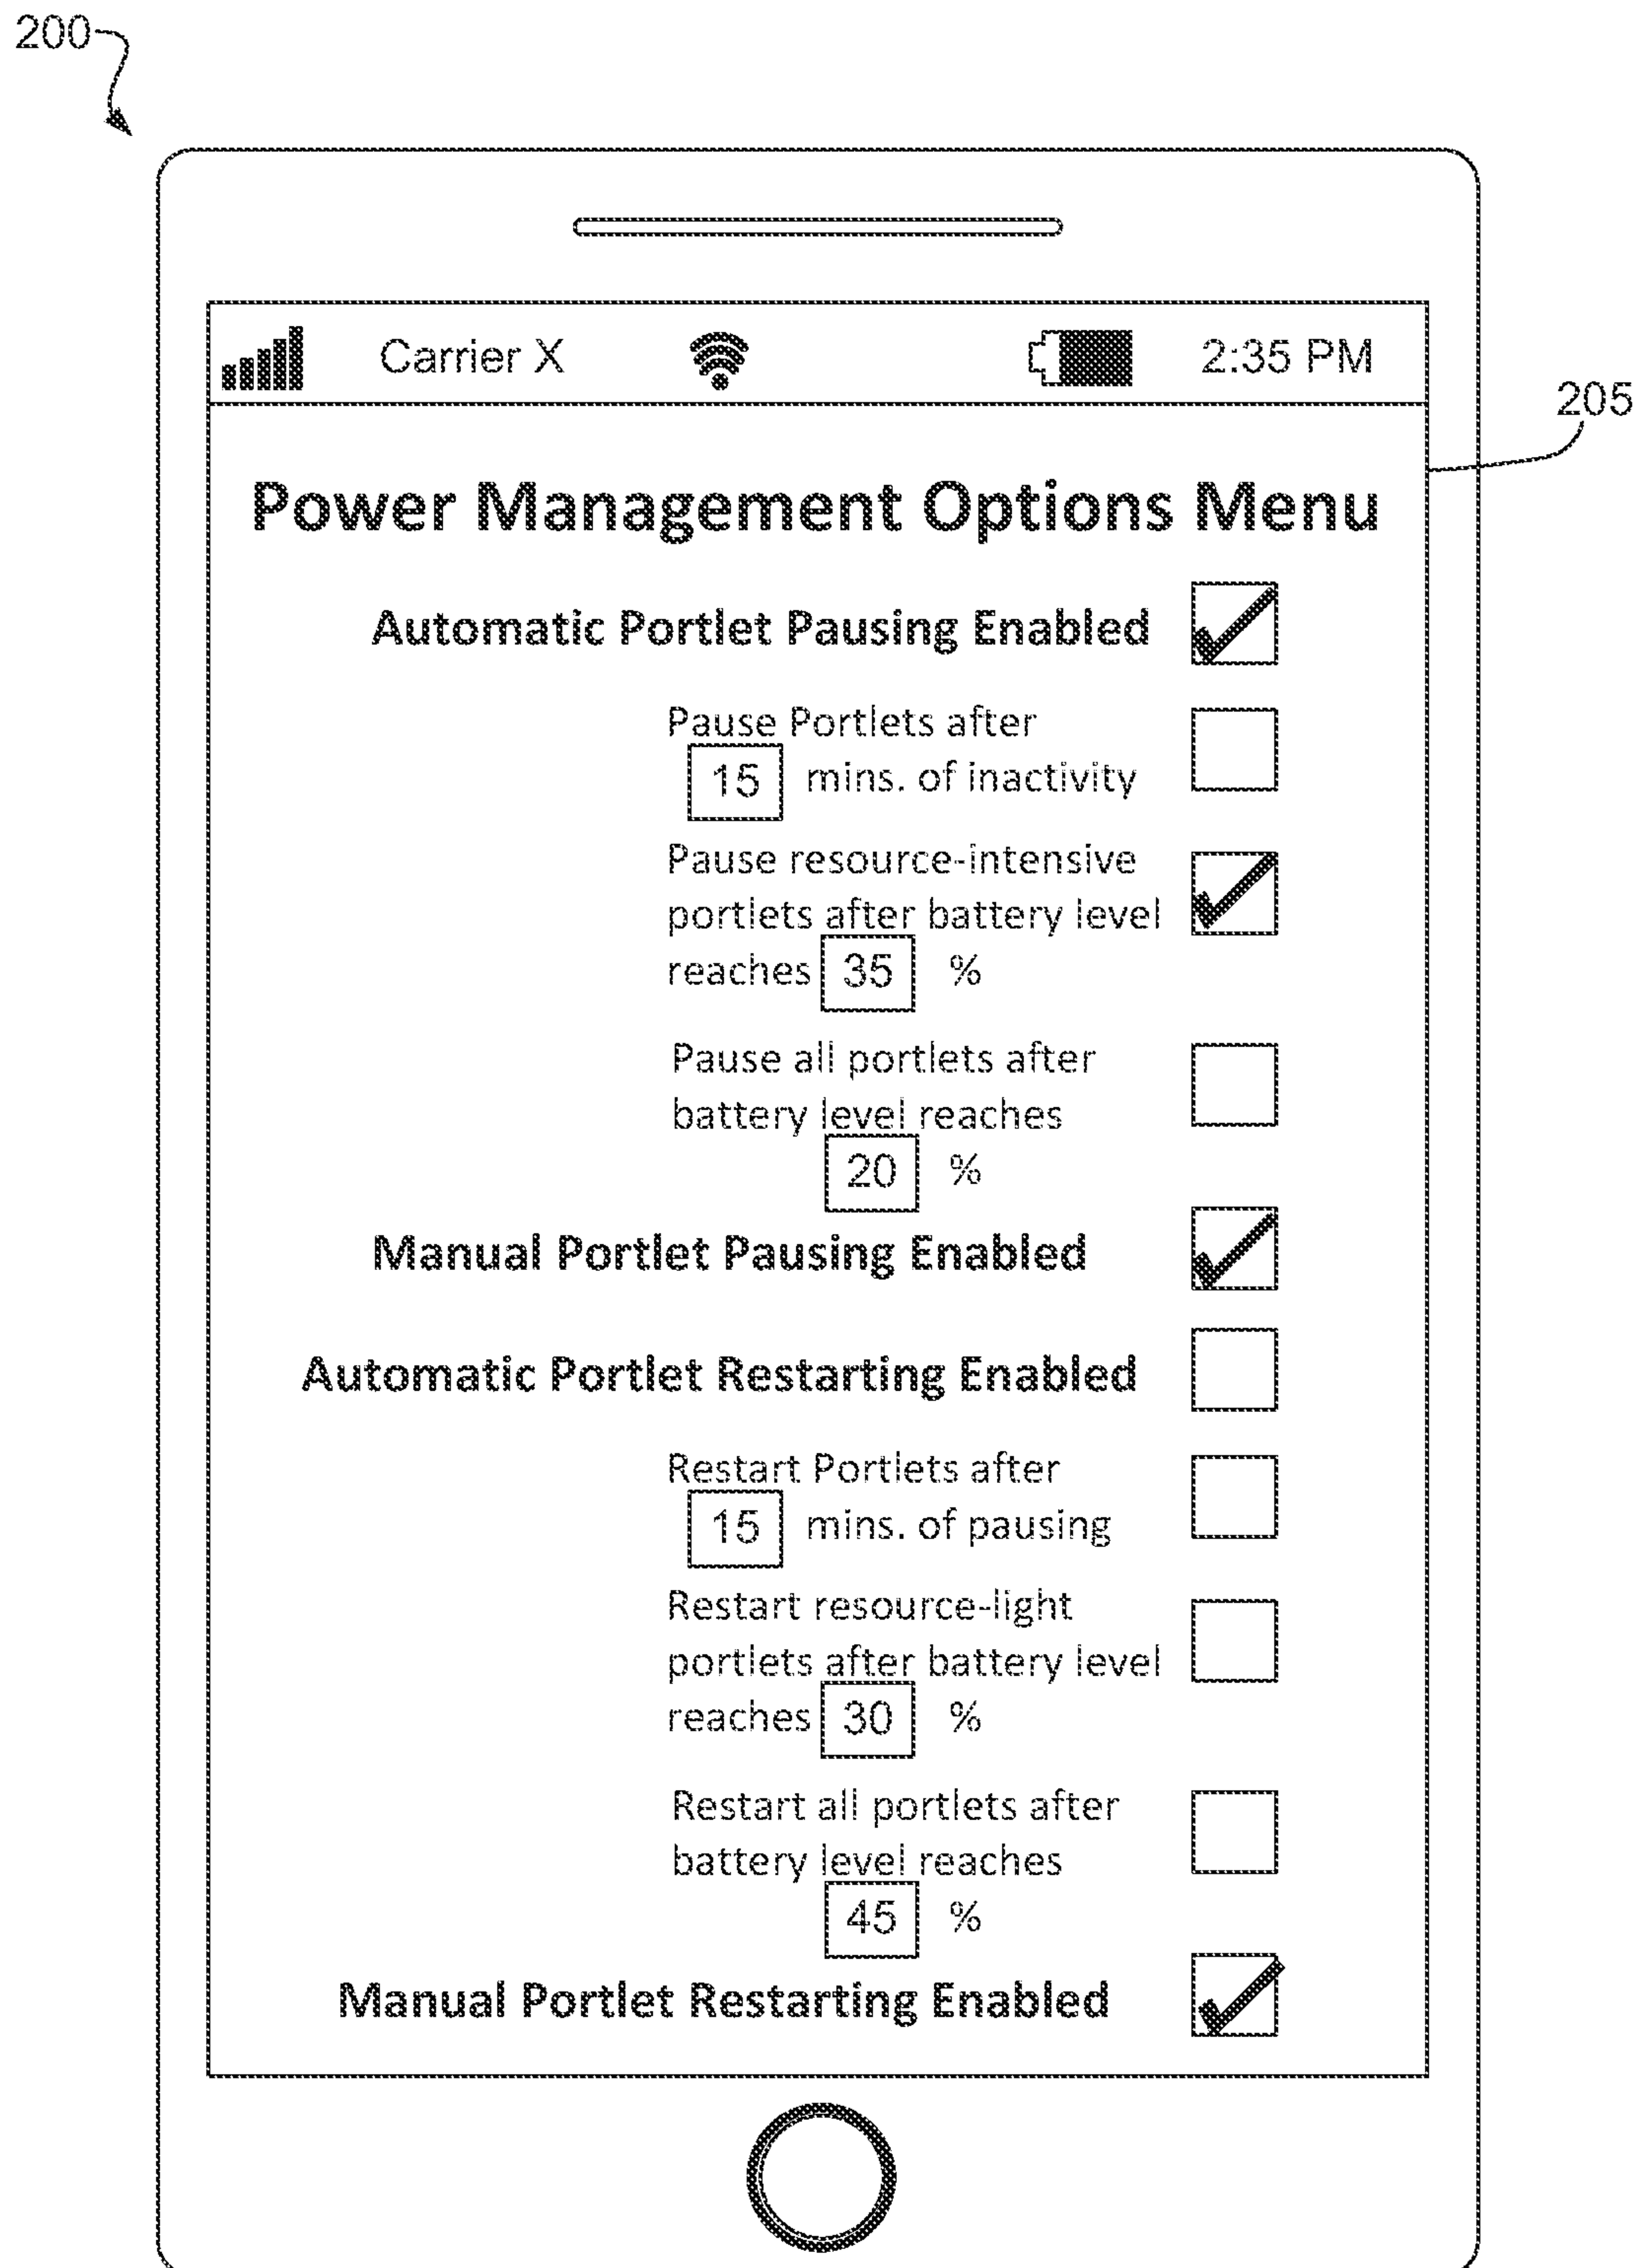 200
Carrier X 2:35 PM
205
Power Management Options Menu
Automatic Portlet Pausing Enabled
Pause Portlets after
15 mins. of inactivity
Pause resource-intensive
portlets after battery level
reaches 35 %
Pause all portlets after
battery level reaches
20 %
Manual Portlet Pausing Enabled
Automatic Portlet Restarting Enabled
Restart Portlets after
15 mins. of pausing
Restart resource-light
portlets after battery level
reaches 30 %
Restart all portlets after
battery level reaches
45 %
Manual Portlet Restarting Enabled